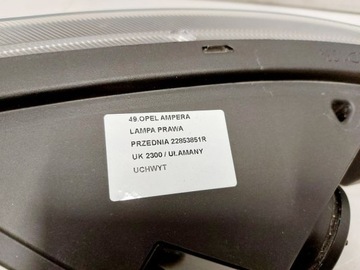 49.OPEL AMPERA
LAMPA PRAWA
PRZEDNIA 22853851R
UK 2300 / UŁAMANY
UCHWYT